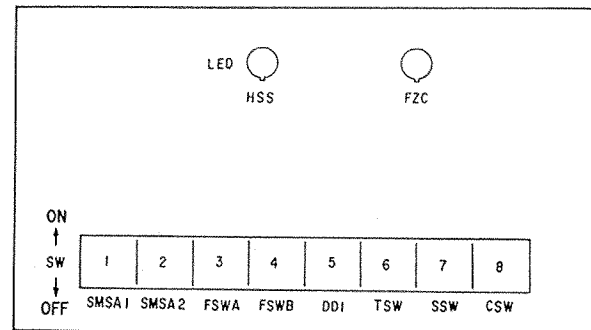 LED
HSS FZC
ON
SW 1 2 3 4 5 6 7 8
OFF SMSA1 SMSA2 FSWA FSWB DD1 TSW SSW CSW